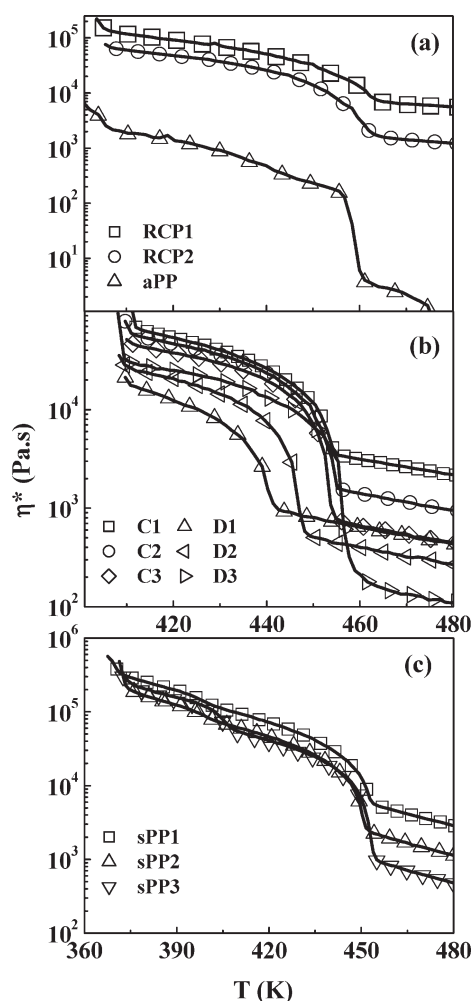 10^5
(a)
10^4
10^3
10^2
RCP1
RCP2
10^1
aPP
(b)
10^4
η* (Pa.s)
10^3
C1 D1
C2 D2
C3 D3
10^2
420 440 460 480
10^6
(c)
10^5
10^4
sPP1
10^3
sPP2
sPP3
10^2
360 390 420 450 480
T (K)